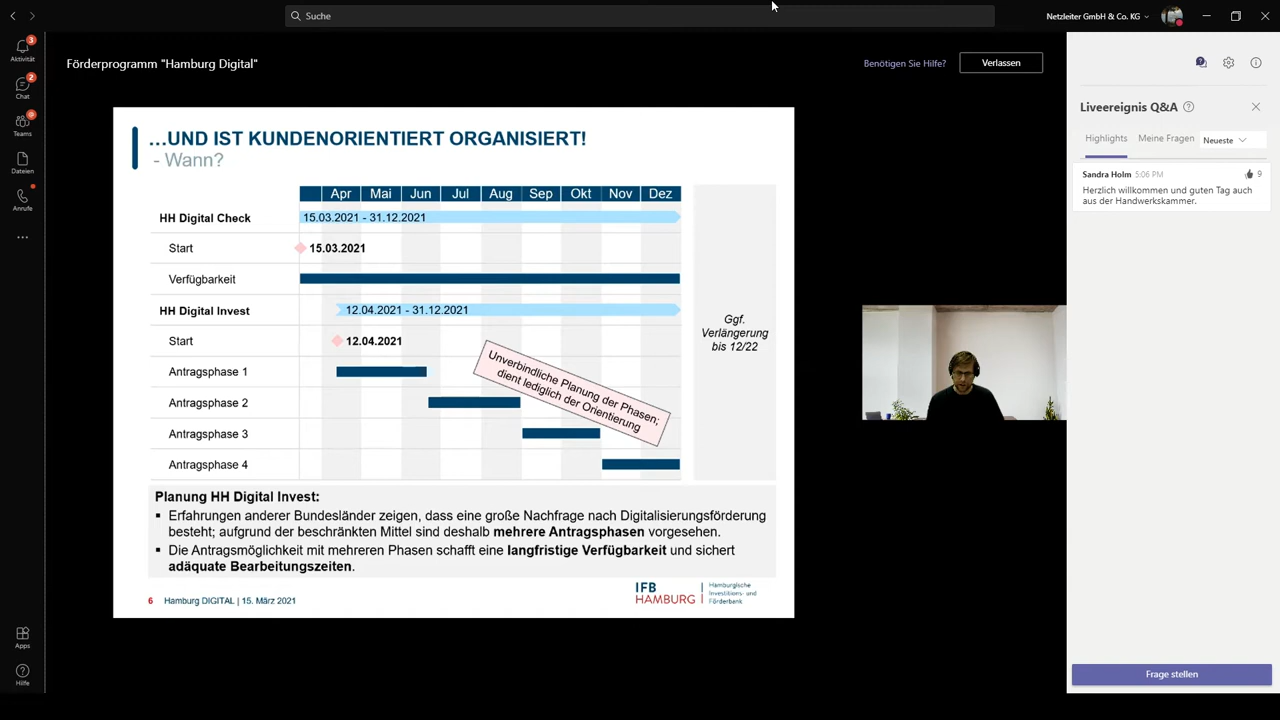 Suche
Netzleiter GmbH & Co. KG
3
Aktivität
2
Chat
Teams
Dateien
Anrufe
Apps
Hilfe
Förderprogramm "Hamburg Digital"
Benötigen Sie Hilfe?
Verlassen
...UND IST KUNDENORIENTIERT ORGANISIERT!
- Wann?
Apr Mai Jun Jul Aug Sep Okt Nov Dez
HH Digital Check 15.03.2021 - 31.12.2021
Start 15.03.2021
Verfügbarkeit
HH Digital Invest 12.04.2021 - 31.12.2021
Start 12.04.2021
Antragsphase 1
Antragsphase 2
Antragsphase 3
Antragsphase 4
Unverbindliche Planung der Phasen;
dient lediglich der Orientierung
Ggf.
Verlängerung
bis 12/22
Planung HH Digital Invest:
▪ Erfahrungen anderer Bundesländer zeigen, dass eine große Nachfrage nach Digitalisierungsförderung
besteht; aufgrund der beschränkten Mittel sind deshalb mehrere Antragsphasen vorgesehen.
▪ Die Antragsmöglichkeit mit mehreren Phasen schafft eine langfristige Verfügbarkeit und sichert
adäquate Bearbeitungszeiten.
6 Hamburg DIGITAL | 15. März 2021
IFB
HAMBURG
Hamburgische
Investitions- und
Förderbank
Liveereignis Q&A
Highlights
Meine Fragen
Neueste
Sandra Holm 5:06 PM
9
Herzlich willkommen und guten Tag auch
aus der Handwerkskammer.
Frage stellen